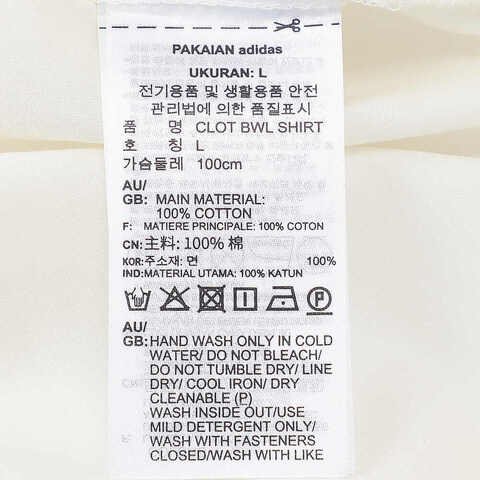 PAKAIAN adidas
UKURAN: L
전기용품 및 생활용품 안전
관리법에 의한 품질표시
품 명 CLOT BWL SHIRT
호 칭 L
가슴둘레 100cm
AU/
GB: MAIN MATERIAL:
100% COTTON
F: MATIERE PRINCIPALE: 100% COTON
CN: 主料: 100% 棉
KOR: 주소재: 면 100%
IND: MATERIAL UTAMA: 100% KATUN
P
AU/
GB: HAND WASH ONLY IN COLD
WATER/ DO NOT BLEACH/
DO NOT TUMBLE DRY/ LINE
DRY/ COOL IRON/ DRY
CLEANABLE (P)
WASH INSIDE OUT/USE
MILD DETERGENT ONLY/
WASH WITH FASTENERS
CLOSED/WASH WITH LIKE